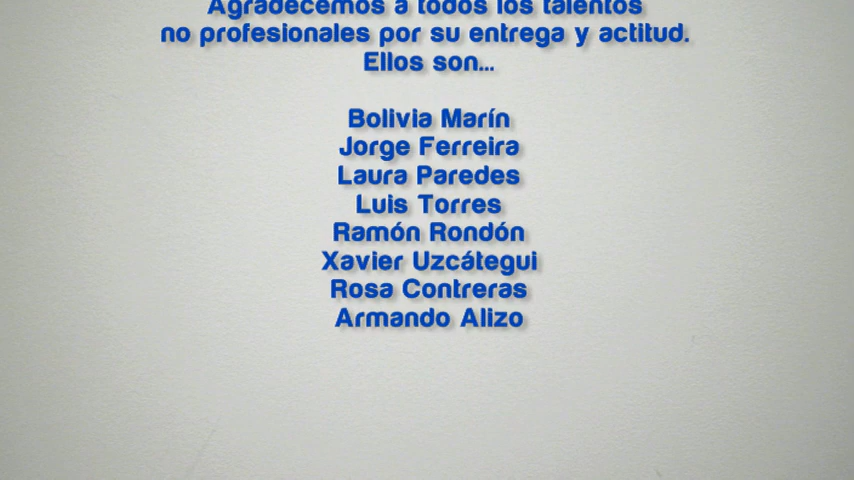 Agradecemos a todos los talentos
no profesionales por su entrega y actitud.
Ellos son...
Bolivia Marín
Jorge Ferreira
Laura Paredes
Luis Torres
Ramón Rondón
Xavier Uzcátegui
Rosa Contreras
Armando Alizo